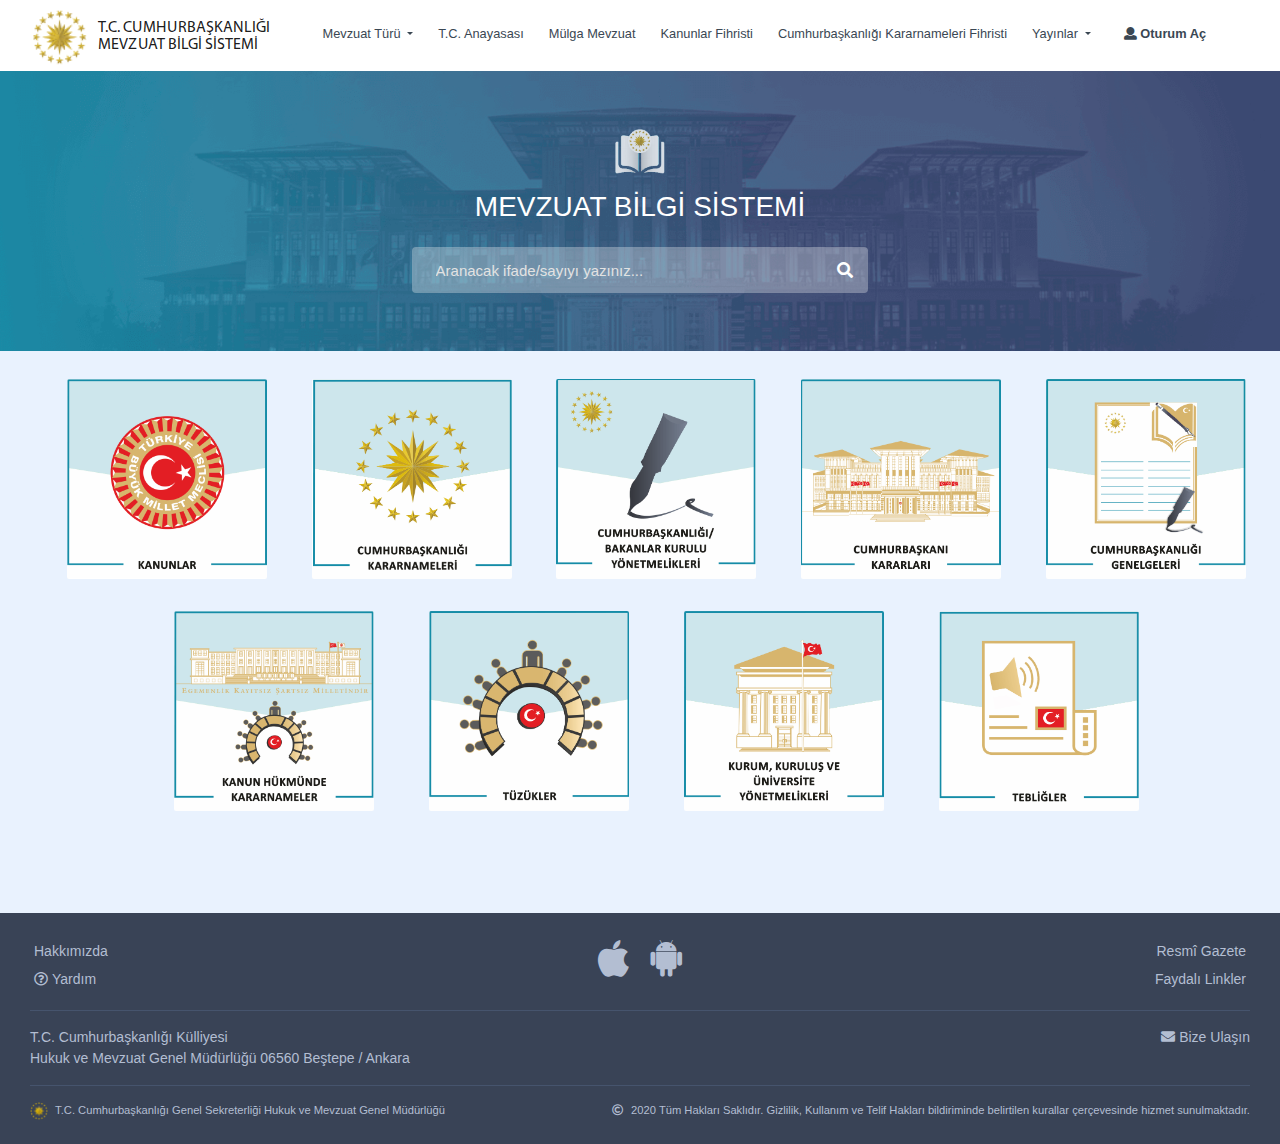 T.C. CUMHURBAŞKANLIĞI
MEVZUAT BİLGİ SİSTEMİ
Mevzuat Türü
T.C. Anayasası
Mülga Mevzuat
Kanunlar Fihristi
Cumhurbaşkanlığı Kararnameleri Fihristi
Yayınlar
Oturum Aç
MEVZUAT BİLGİ SİSTEMİ
Aranacak ifade/sayıyı yazınız...
TÜRKİYE BÜYÜK MİLLET MECLİSİ
KANUNLAR
CUMHURBAŞKANLIĞI
KARARNAMELERİ
CUMHURBAŞKANLIĞI/
BAKANLAR KURULU
YÖNETMELİKLERİ
CUMHURBAŞKANI
KARARLARI
CUMHURBAŞKANLIĞI
GENELGELERİ
EGEMENLİK KAYITSIZ ŞARTSIZ MİLLETİNDİR
KANUN HÜKMÜNDE
KARARNAMELER
TÜZÜKLER
KURUM, KURULUŞ VE
ÜNİVERSİTE
YÖNETMELİKLERİ
TEBLİĞLER
Hakkımızda
Yardım
Resmî Gazete
Faydalı Linkler
T.C. Cumhurbaşkanlığı Külliyesi
Hukuk ve Mevzuat Genel Müdürlüğü 06560 Beştepe / Ankara
Bize Ulaşın
T.C. Cumhurbaşkanlığı Genel Sekreterliği Hukuk ve Mevzuat Genel Müdürlüğü
© 2020 Tüm Hakları Saklıdır. Gizlilik, Kullanım ve Telif Hakları bildiriminde belirtilen kurallar çerçevesinde hizmet sunulmaktadır.